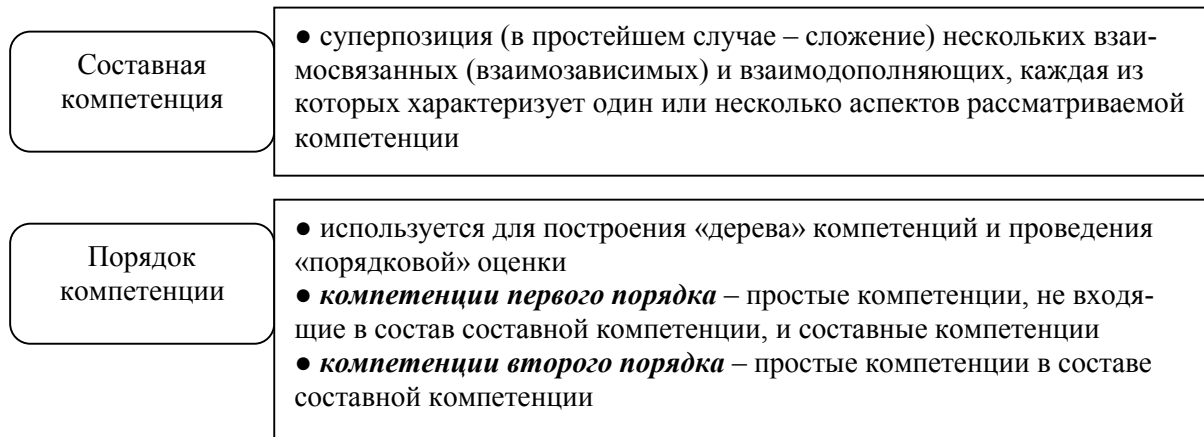 Составная
компетенция
● суперпозиция (в простейшем случае – сложение) нескольких взаи-
мосвязанных (взаимозависимых) и взаимодополняющих, каждая из
которых характеризует один или несколько аспектов рассматриваемой
компетенции
Порядок
компетенции
● используется для построения «дерева» компетенций и проведения
«порядковой» оценки
● компетенции первого порядка – простые компетенции, не входя-
щие в состав составной компетенции, и составные компетенции
● компетенции второго порядка – простые компетенции в составе
составной компетенции